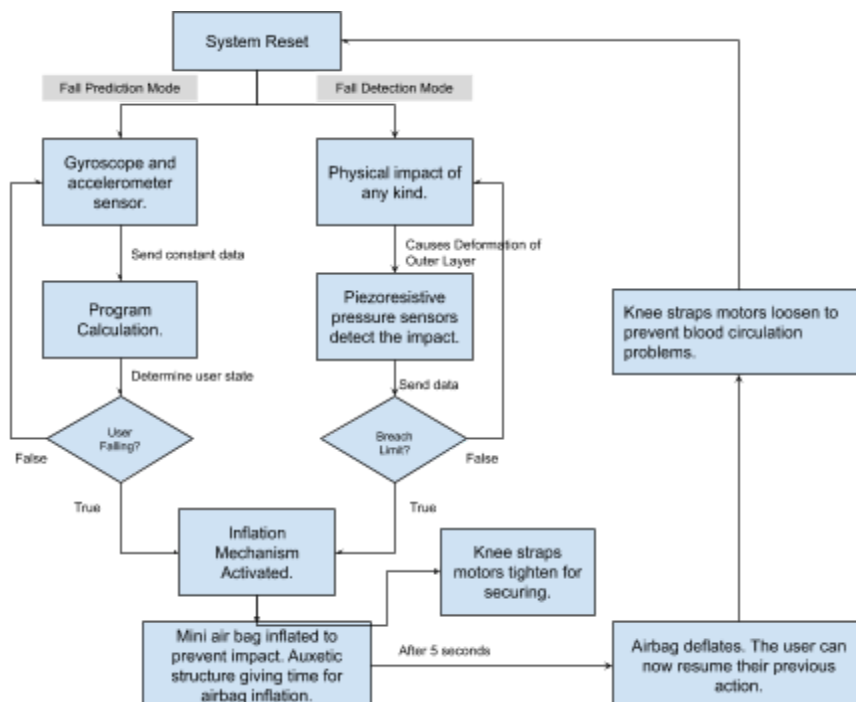 System Reset
Fall Prediction Mode
Fall Detection Mode
Gyroscope and
accelerometer
sensor.
Physical impact of
any kind.
Send constant data
Causes Deformation of
Outer Layer
Program
Calculation.
Piezoresistive
pressure sensors
detect the impact.
Knee straps motors loosen to
prevent blood circulation
problems.
Determine user state
Send data
User
Falling?
Breach
Limit?
False
False
True
True
Inflation
Mechanism
Activated.
Knee straps
motors tighten for
securing.
Mini air bag inflated to
prevent impact. Auxetic
structure giving time for
airbag inflation.
After 5 seconds
Airbag deflates. The user can
now resume their previous
action.